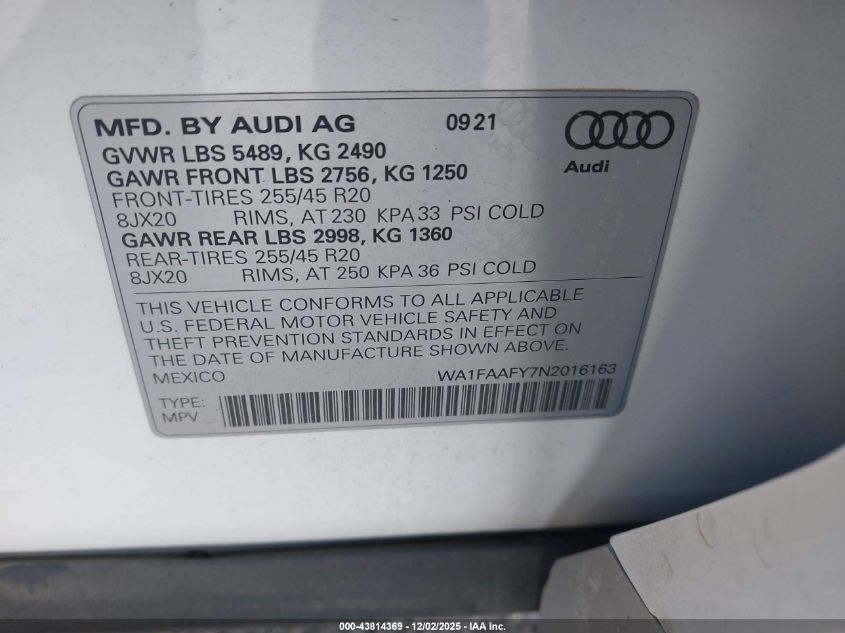 MFD. BY AUDI AG 09 21
GVWR LBS 5489, KG 2490
GAWR FRONT LBS 2756, KG 1250
Audi
FRONT-TIRES 255/45 R20
8JX20 RIMS, AT 230 KPA 33 PSI COLD
GAWR REAR LBS 2998, KG 1360
REAR-TIRES 255/45 R20
8JX20 RIMS, AT 250 KPA 36 PSI COLD
THIS VEHICLE CONFORMS TO ALL APPLICABLE
U.S. FEDERAL MOTOR VEHICLE SAFETY AND
THEFT PREVENTION STANDARDS IN EFFECT ON
THE DATE OF MANUFACTURE SHOWN ABOVE.
MEXICO WA1FAAFY7N2016163
TYPE:
MPV
000-43814369 - 12/02/2025 - IAA Inc.